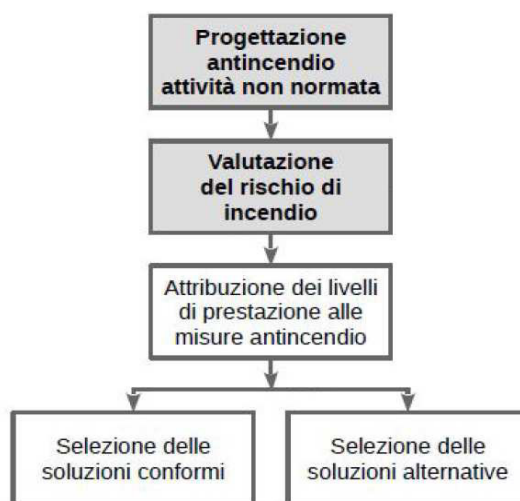 Progettazione
antincendio
attività non normata
Valutazione
del rischio di
incendio
Attribuzione dei livelli
di prestazione alle
misure antincendio
Selezione delle
soluzioni conformi
Selezione delle
soluzioni alternative